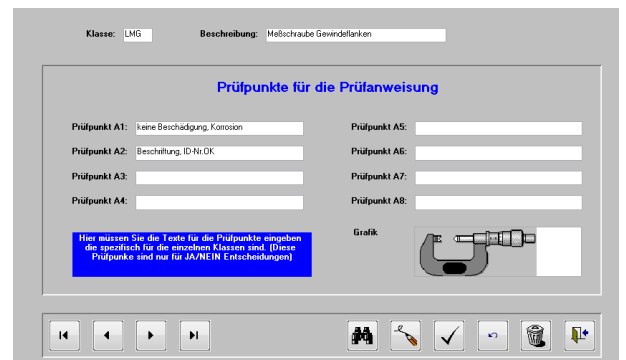 Klasse: LMG Beschreibung: Meßschraube Gewindeflanken
Prüfpunkte für die Prüfanweisung
Prüfpunkt A1: keine Beschädigung, Korrosion Prüfpunkt A5:
Prüfpunkt A2: Beschriftung, ID-Nr.OK Prüfpunkt A6:
Prüfpunkt A3: Prüfpunkt A7:
Prüfpunkt A4: Prüfpunkt A8:
Hier müssen Sie die Texte für die Prüfpunkte eingeben
die spezifisch für die einzelnen Klassen sind. (Diese
Prüfpunke sind nur für JA/NEIN Entscheidungen)
Grafik